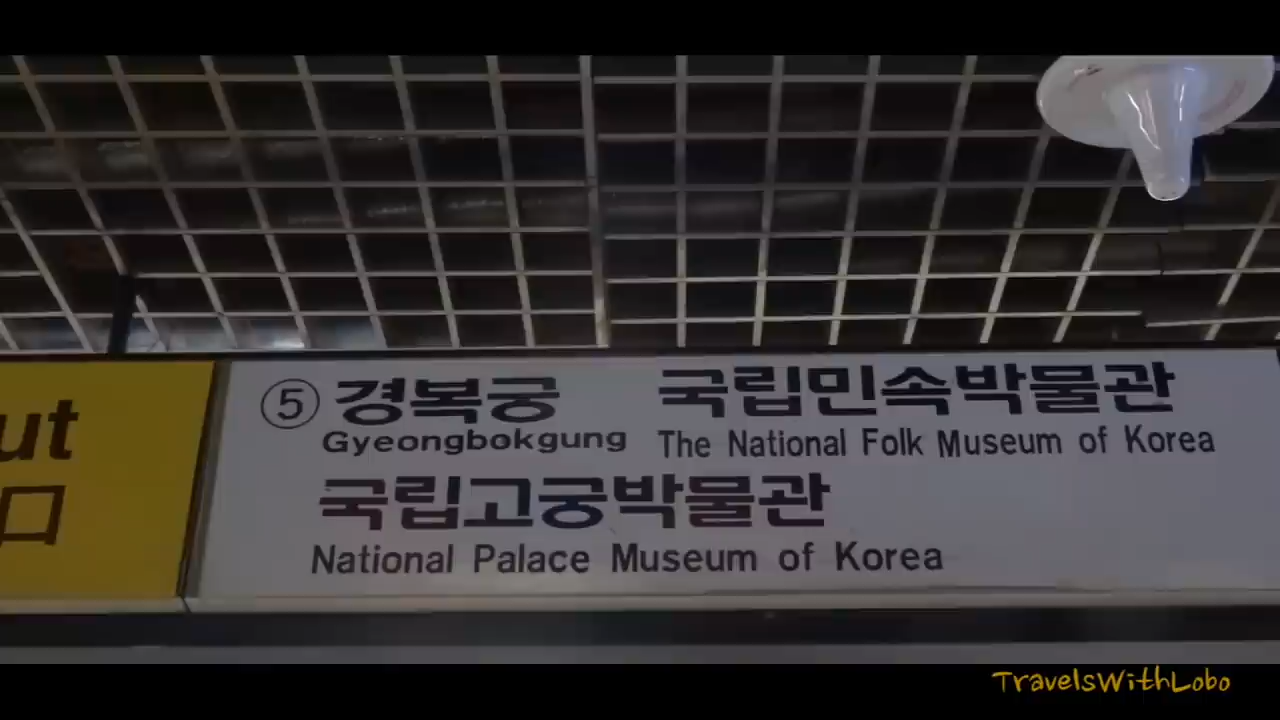 ut
口
⑤ 경복궁 국립민속박물관
Gyeongbokgung The National Folk Museum of Korea
국립고궁박물관
National Palace Museum of Korea
TravelsWithLobo